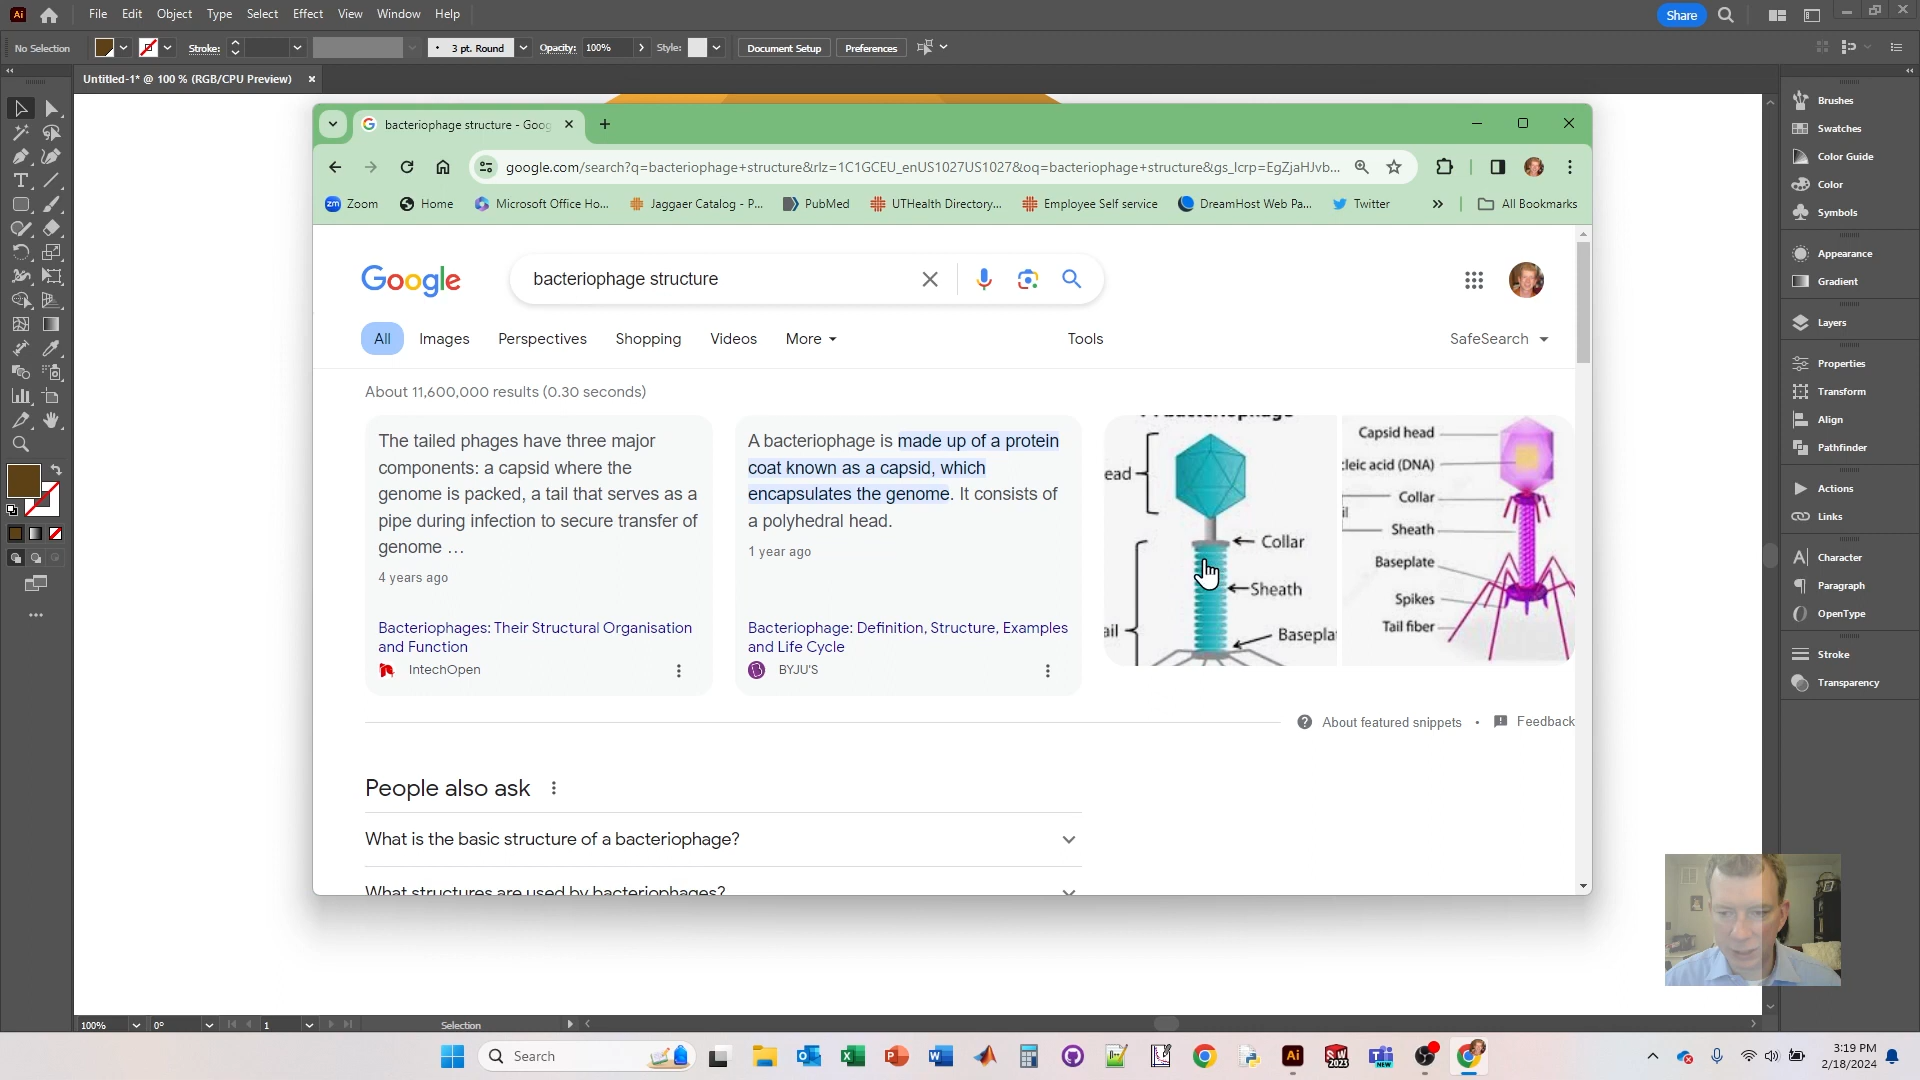 Ai File Edit Object Type Select Effect View Window Help Share
No Selection Stroke: 3 pt. Round Opacity: 100% Style: Document Setup Preferences
Untitled-1* @ 100 % (RGB/CPU Preview)
bacteriophage structure - Goog
google.com/search?q=bacteriophage+structure&rlz=1C1GCEU_enUS1027US1027&oq=bacteriophage+structure&gs_lcrp=EgZjaHJvb...
zm Zoom Home Microsoft Office Ho... Jaggaer Catalog - P... PubMed UTHealth Directory... Employee Self service DreamHost Web Pa... Twitter » All Bookmarks
Google bacteriophage structure
All Images Perspectives Shopping Videos More Tools SafeSearch
About 11,600,000 results (0.30 seconds)
The tailed phages have three major
components: a capsid where the
genome is packed, a tail that serves as a
pipe during infection to secure transfer of
genome …
4 years ago
Bacteriophages: Their Structural Organisation
and Function
IntechOpen
A bacteriophage is made up of a protein
coat known as a capsid, which
encapsulates the genome. It consists of
a polyhedral head.
1 year ago
Bacteriophage: Definition, Structure, Examples
and Life Cycle
BYJU'S
ead
Collar
Sheath
ail
Basepla
Capsid head
cleic acid (DNA)
Collar
il
Sheath
Baseplate
Spikes
Tail fiber
About featured snippets • Feedback
People also ask
What is the basic structure of a bacteriophage?
What structures are used by bacteriophages?
Brushes
Swatches
Color Guide
Color
Symbols
Appearance
Gradient
Layers
Properties
Transform
Align
Pathfinder
Actions
Links
Character
Paragraph
OpenType
Stroke
Transparency
100% 0° 1 Selection
Search
3:19 PM
2/18/2024